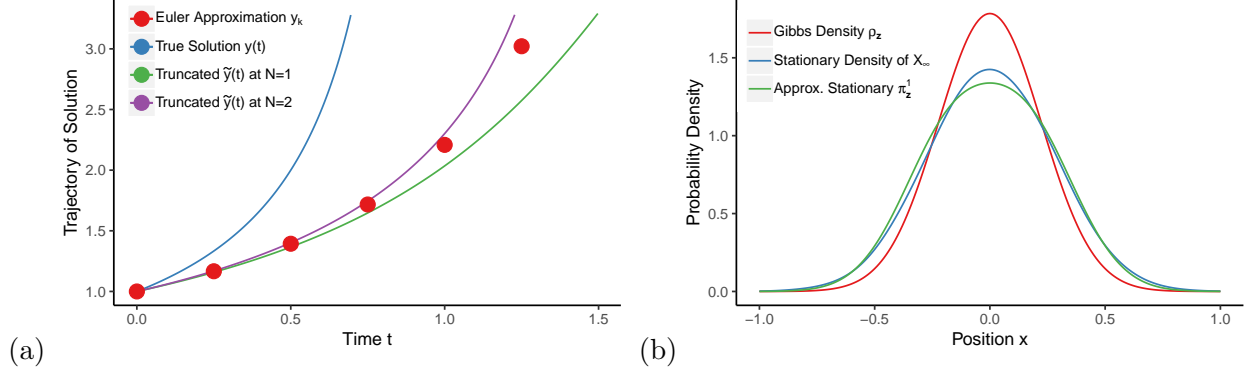 Trajectory of Solution
3.0
2.5
2.0
1.5
1.0
Euler Approximation yₖ
True Solution y(t)
Truncated ỹ(t) at N=1
Truncated ỹ(t) at N=2
0.0 0.5 1.0 1.5
Time t
(a)
Probability Density
1.5
1.0
0.5
0.0
Gibbs Density ρ𝐳
Stationary Density of X∞
Approx. Stationary π¹𝐳
−1.0 −0.5 0.0 0.5 1.0
Position x
(b)